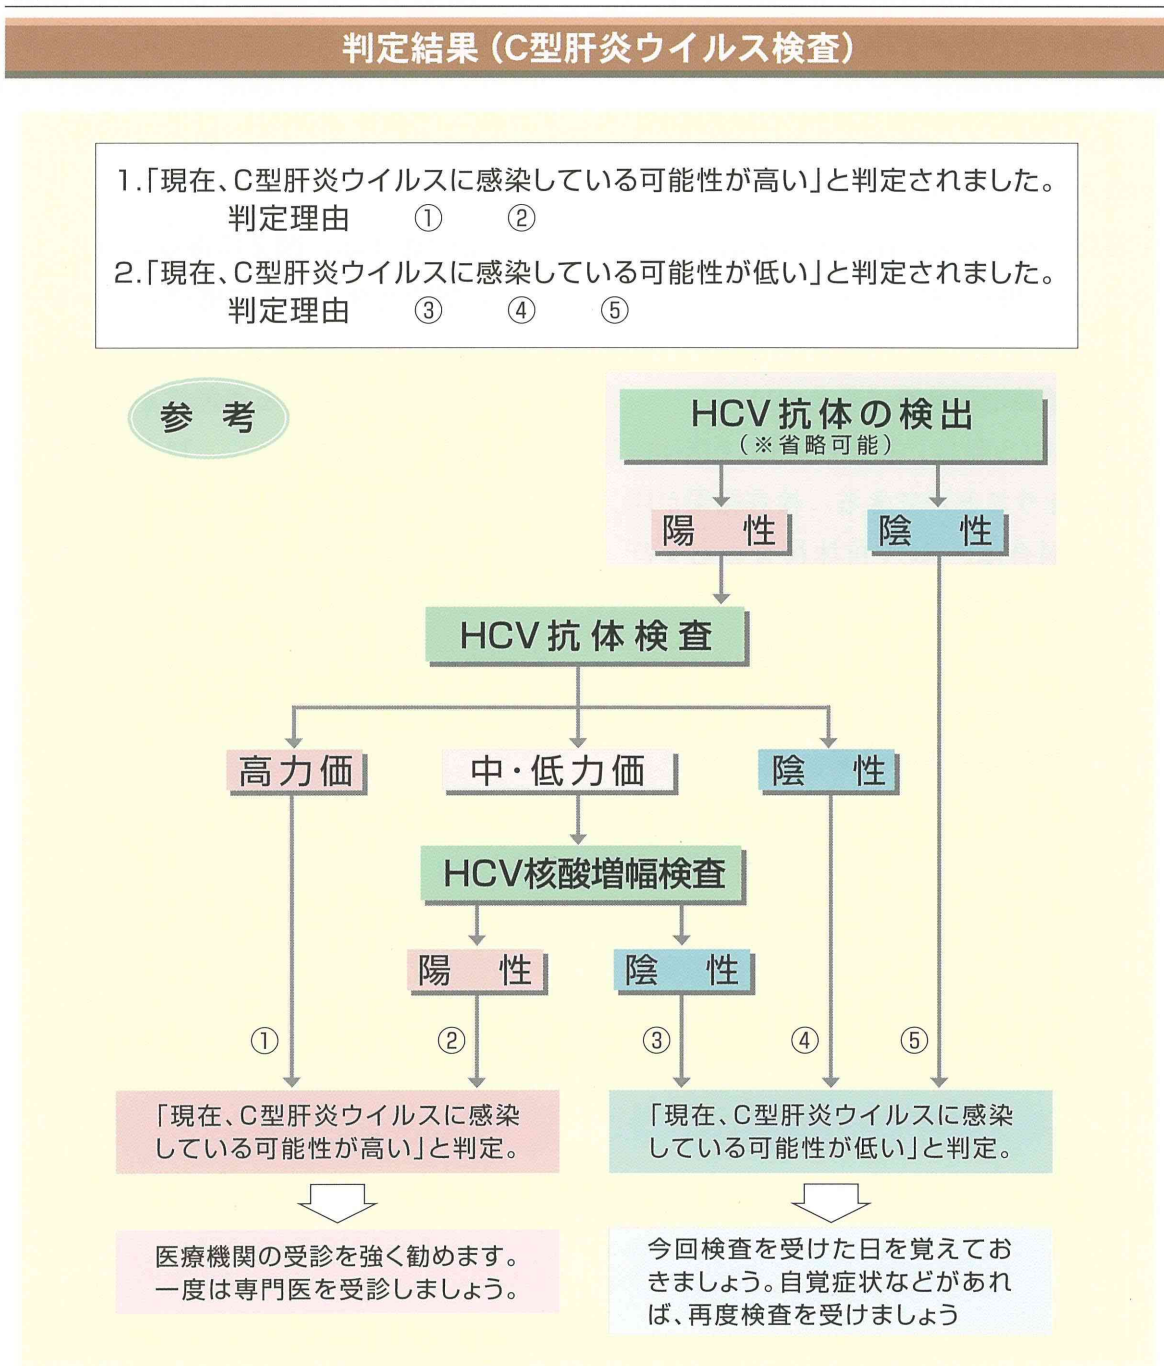 判定結果（C型肝炎ウイルス検査）
1.「現在、C型肝炎ウイルスに感染している可能性が高い」と判定されました。
判定理由 ① ②
2.「現在、C型肝炎ウイルスに感染している可能性が低い」と判定されました。
判定理由 ③ ④ ⑤
参 考
HCV抗体の検出
（※省略可能）
陽 性 陰 性
HCV抗体検査
高力価 中・低力価 陰 性
HCV核酸増幅検査
陽 性 陰 性
① ② ③ ④ ⑤
「現在、C型肝炎ウイルスに感染
している可能性が高い」と判定。
「現在、C型肝炎ウイルスに感染
している可能性が低い」と判定。
医療機関の受診を強く勧めます。
一度は専門医を受診しましょう。
今回検査を受けた日を覚えてお
きましょう。自覚症状などがあれ
ば、再度検査を受けましょう